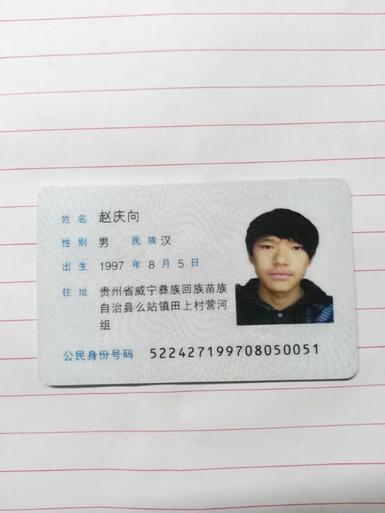 姓名 赵庆向
性别 男 民族 汉
出生 1997 年 8 月 5 日
住址 贵州省威宁彝族回族苗族
自治县么站镇田上村营河
组
公民身份号码 522427199708050051